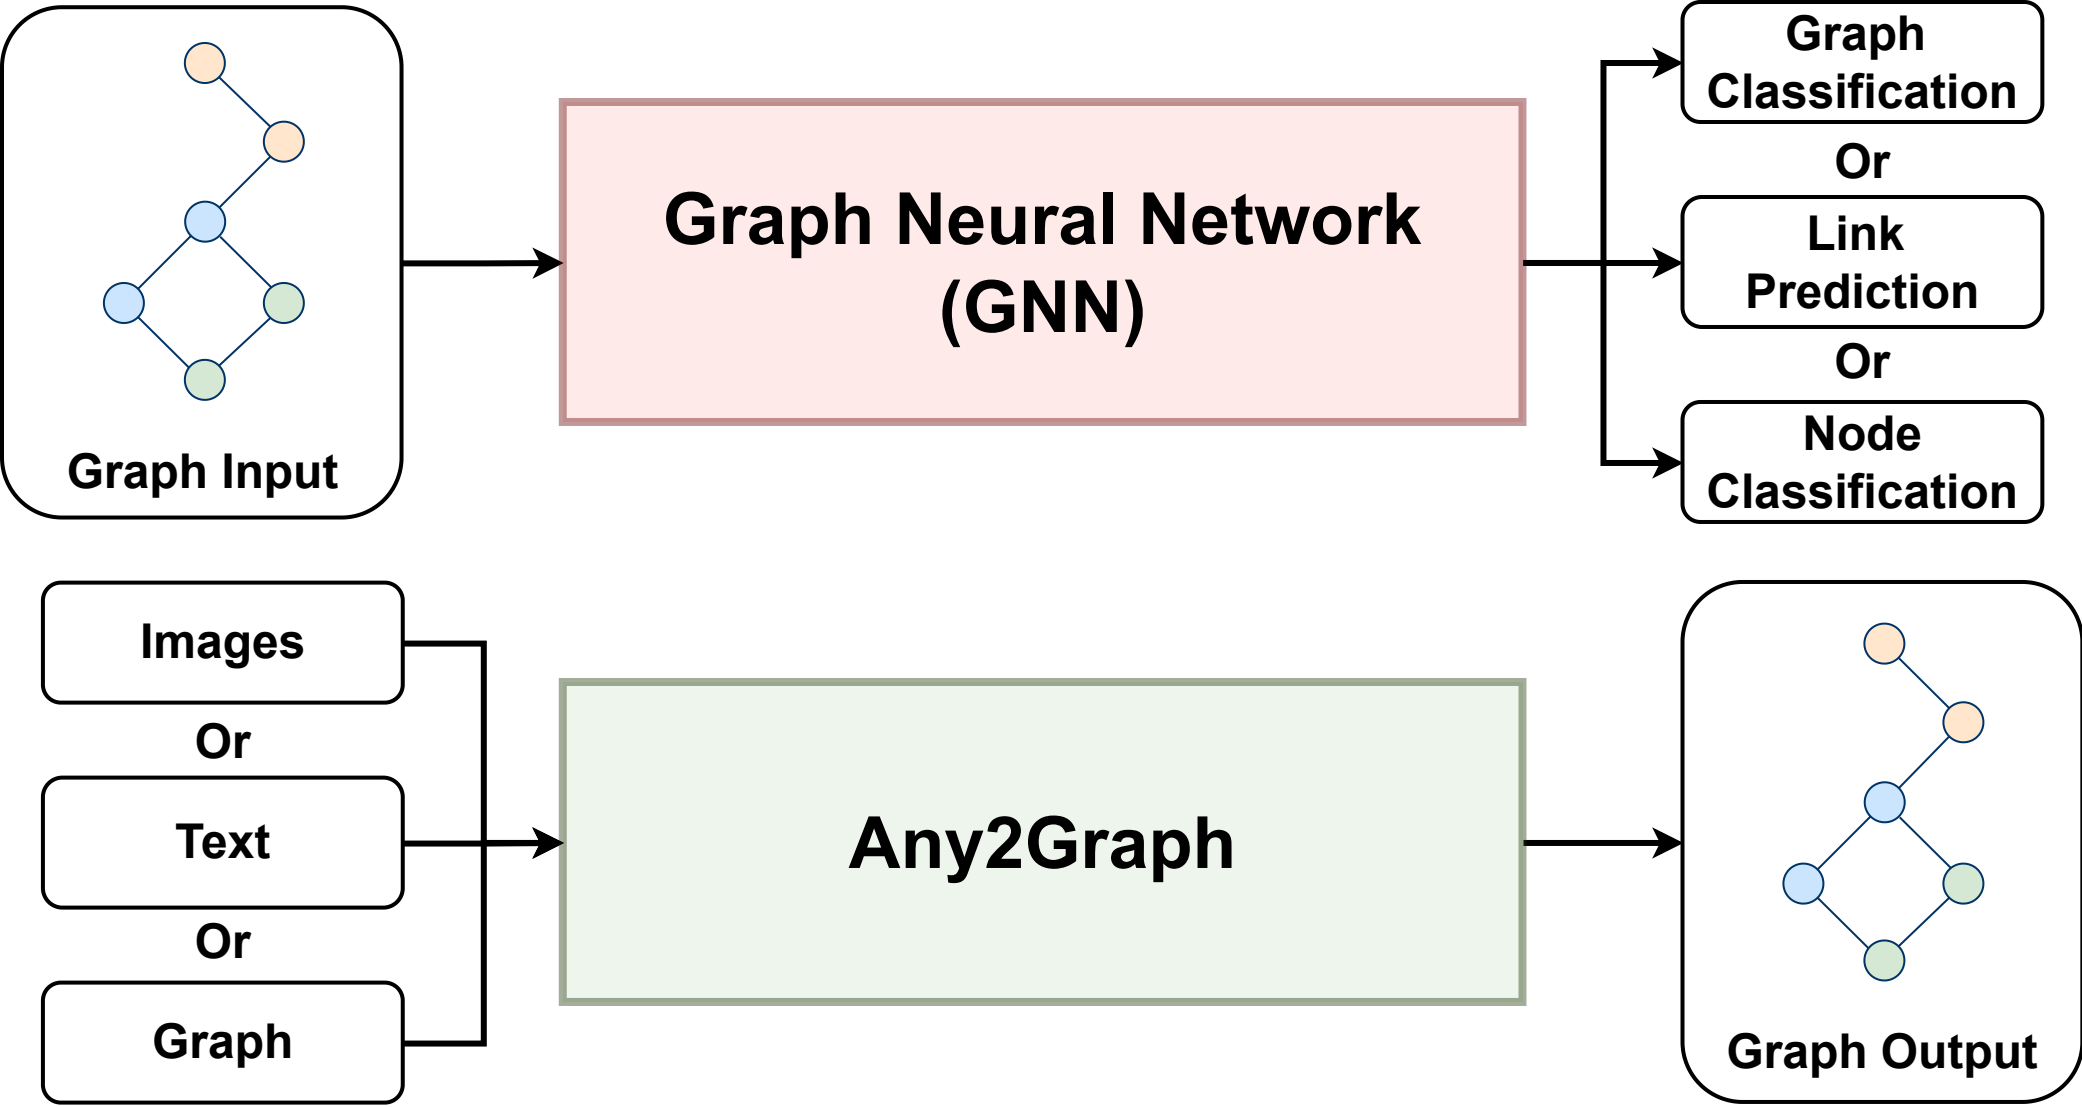 Graph Input
Graph Neural Network
(GNN)
Graph
Classification
Or
Link
Prediction
Or
Node
Classification
Images
Or
Text
Or
Graph
Any2Graph
Graph Output